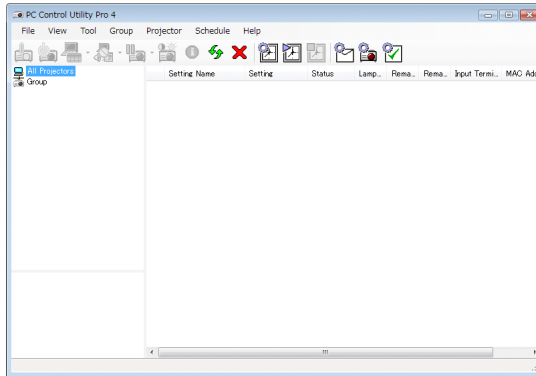 PC Control Utility Pro 4
File View Tool Group Projector Schedule Help
All Projectors
Group
Setting Name Setting Status Lamp... Rema... Rema... Input Termi... MAC Add